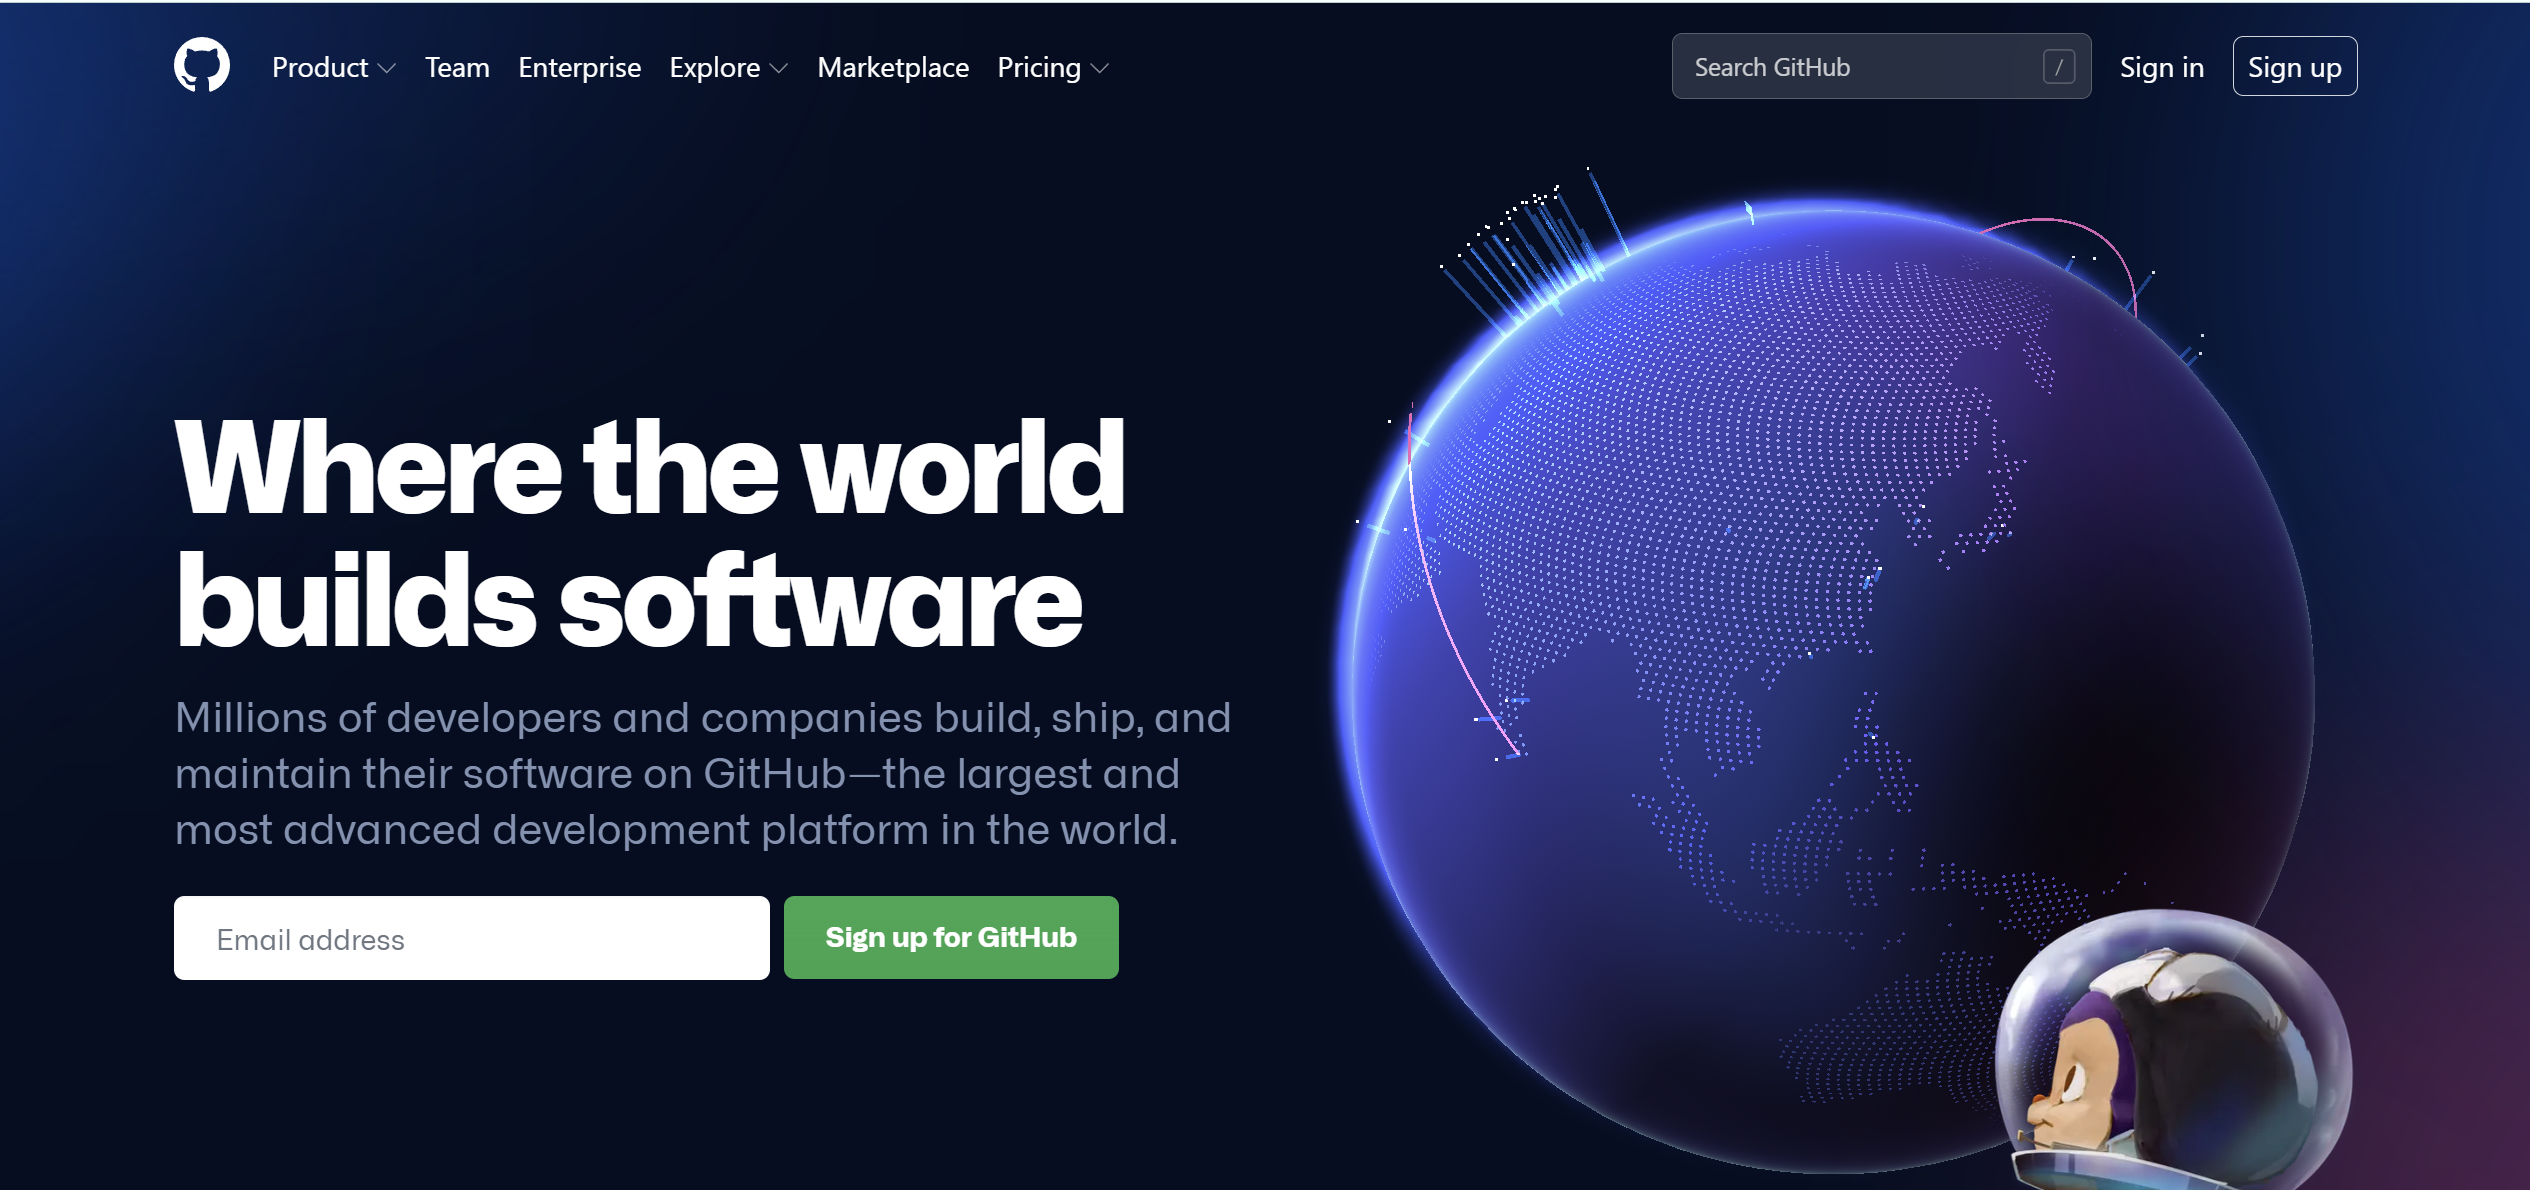 Product Team Enterprise Explore Marketplace Pricing Search GitHub / Sign in Sign up
Where the world
builds software
Millions of developers and companies build, ship, and
maintain their software on GitHub—the largest and
most advanced development platform in the world.
Email address Sign up for GitHub